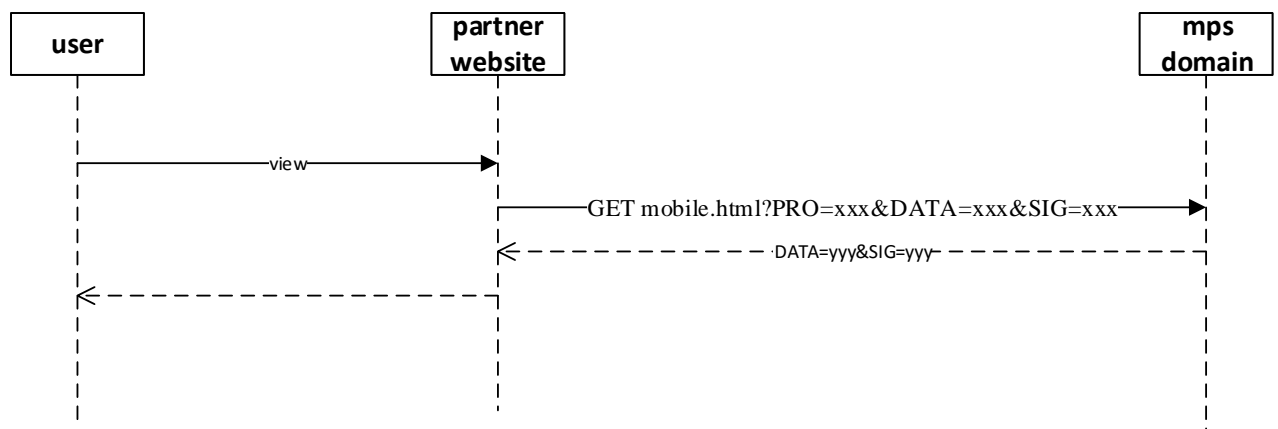 user
partner
website
mps
domain
view
GET mobile.html?PRO=xxx&DATA=xxx&SIG=xxx
DATA=yyy&SIG=yyy